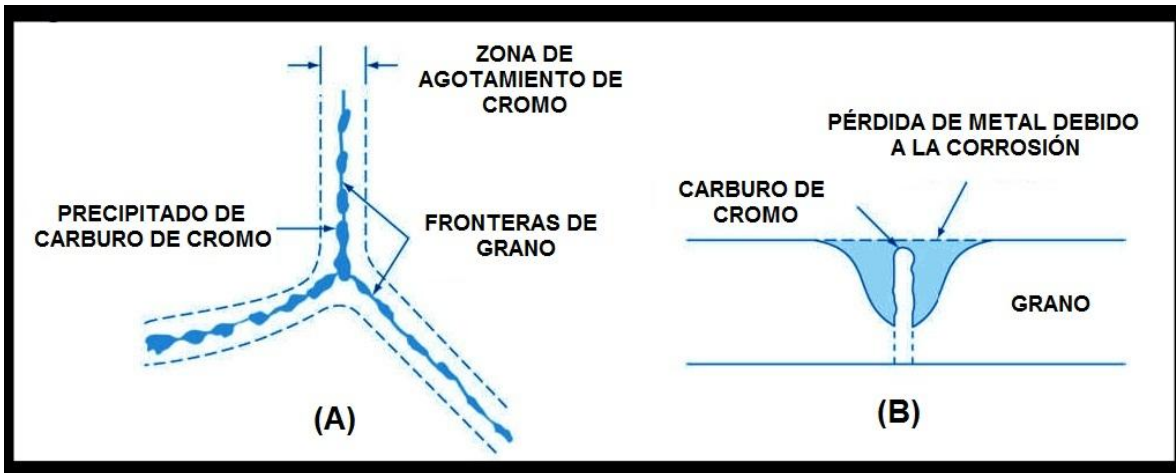 ZONA DE
AGOTAMIENTO DE
CROMO
PRECIPITADO DE
CARBURO DE CROMO
FRONTERAS DE
GRANO
(A)
PÉRDIDA DE METAL DEBIDO
A LA CORROSIÓN
CARBURO DE
CROMO
GRANO
(B)